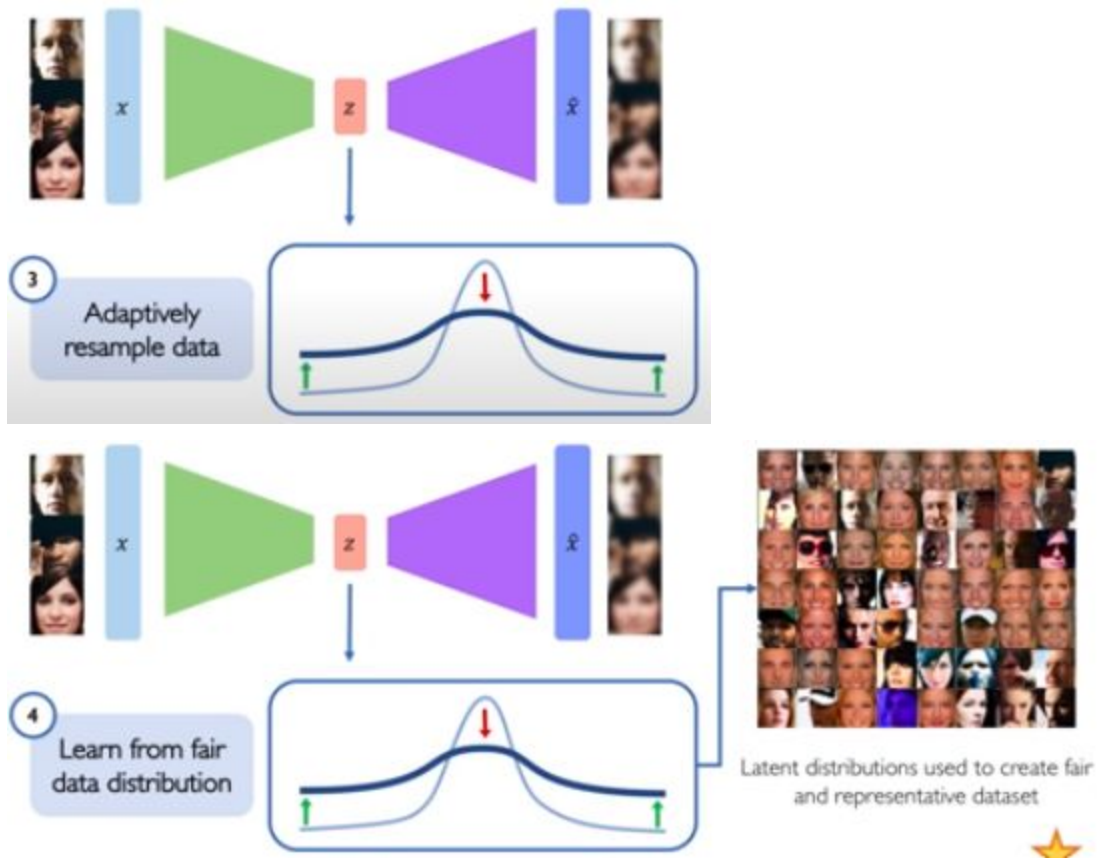 x
z
x̂
3
Adaptively
resample data
x
z
x̂
4
Learn from fair
data distribution
Latent distributions used to create fair
and representative dataset